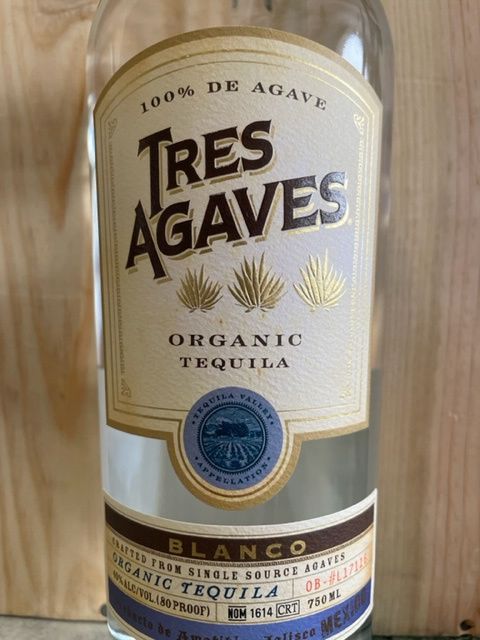 100% DE AGAVE
TRES
AGAVES
ORGANIC
TEQUILA
TEQUILA VALLEY
APPELLATION
BLANCO
CRAFTED FROM SINGLE SOURCE AGAVES
ORGANIC TEQUILA
40% ALC/VOL. (80 PROOF)
NOM 1614 CRT 750 ML
Jalisco MEXICO